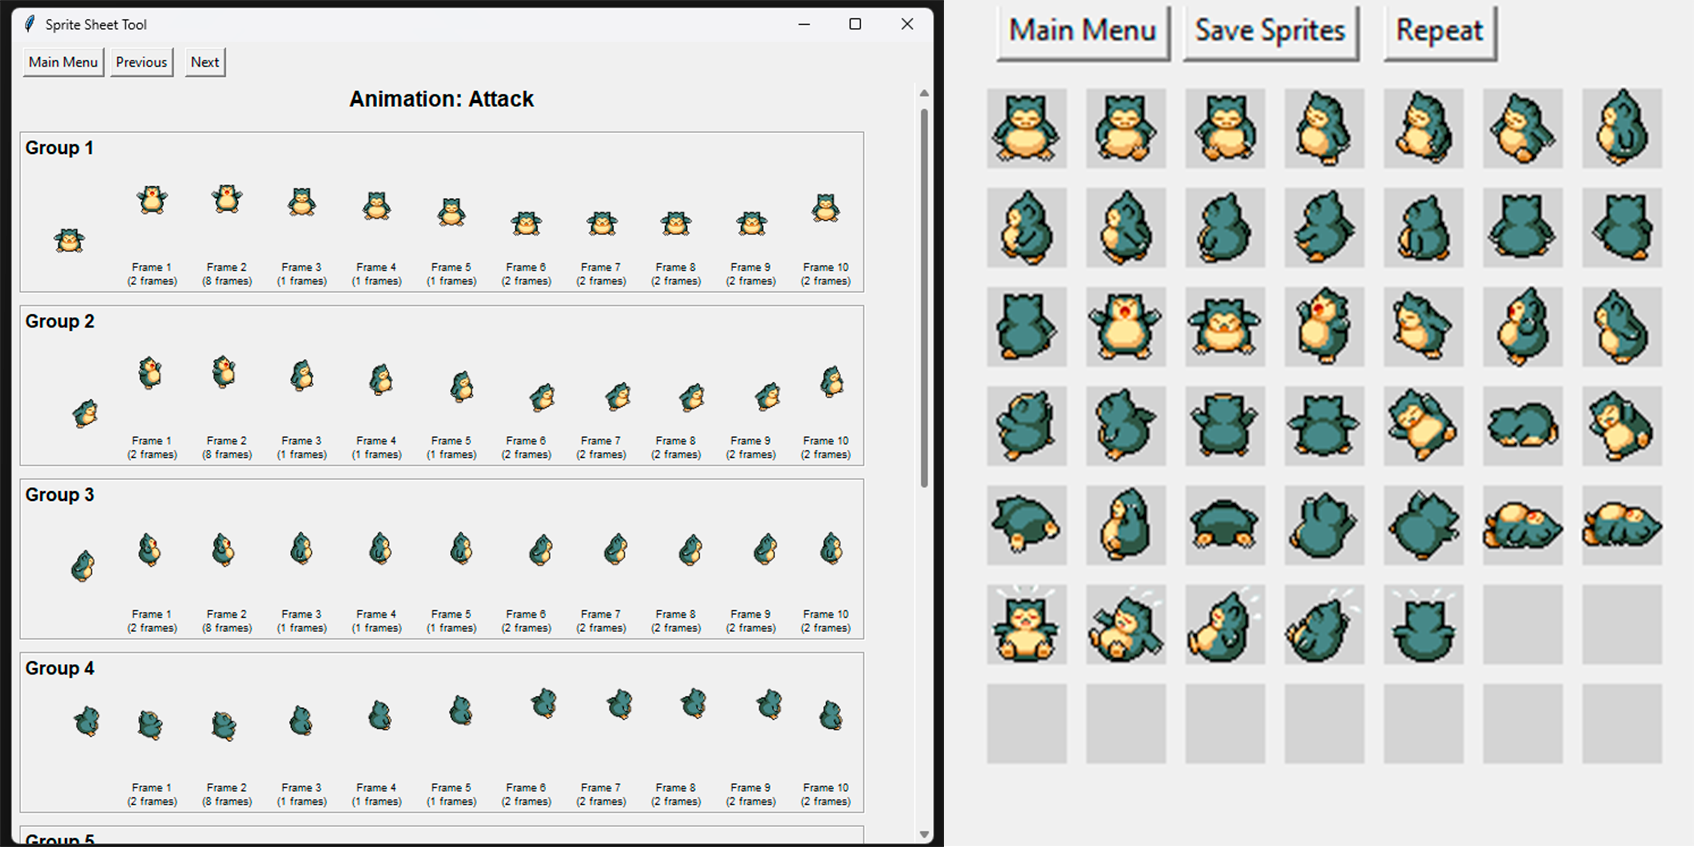 Sprite Sheet Tool
Main Menu Previous Next
Animation: Attack
Group 1
Frame 1 Frame 2 Frame 3 Frame 4 Frame 5 Frame 6 Frame 7 Frame 8 Frame 9 Frame 10
(2 frames) (8 frames) (1 frames) (1 frames) (1 frames) (2 frames) (2 frames) (2 frames) (2 frames) (2 frames)
Group 2
Frame 1 Frame 2 Frame 3 Frame 4 Frame 5 Frame 6 Frame 7 Frame 8 Frame 9 Frame 10
(2 frames) (8 frames) (1 frames) (1 frames) (1 frames) (2 frames) (2 frames) (2 frames) (2 frames) (2 frames)
Group 3
Frame 1 Frame 2 Frame 3 Frame 4 Frame 5 Frame 6 Frame 7 Frame 8 Frame 9 Frame 10
(2 frames) (8 frames) (1 frames) (1 frames) (1 frames) (2 frames) (2 frames) (2 frames) (2 frames) (2 frames)
Group 4
Frame 1 Frame 2 Frame 3 Frame 4 Frame 5 Frame 6 Frame 7 Frame 8 Frame 9 Frame 10
(2 frames) (8 frames) (1 frames) (1 frames) (1 frames) (2 frames) (2 frames) (2 frames) (2 frames) (2 frames)
Group 5
Main Menu Save Sprites Repeat